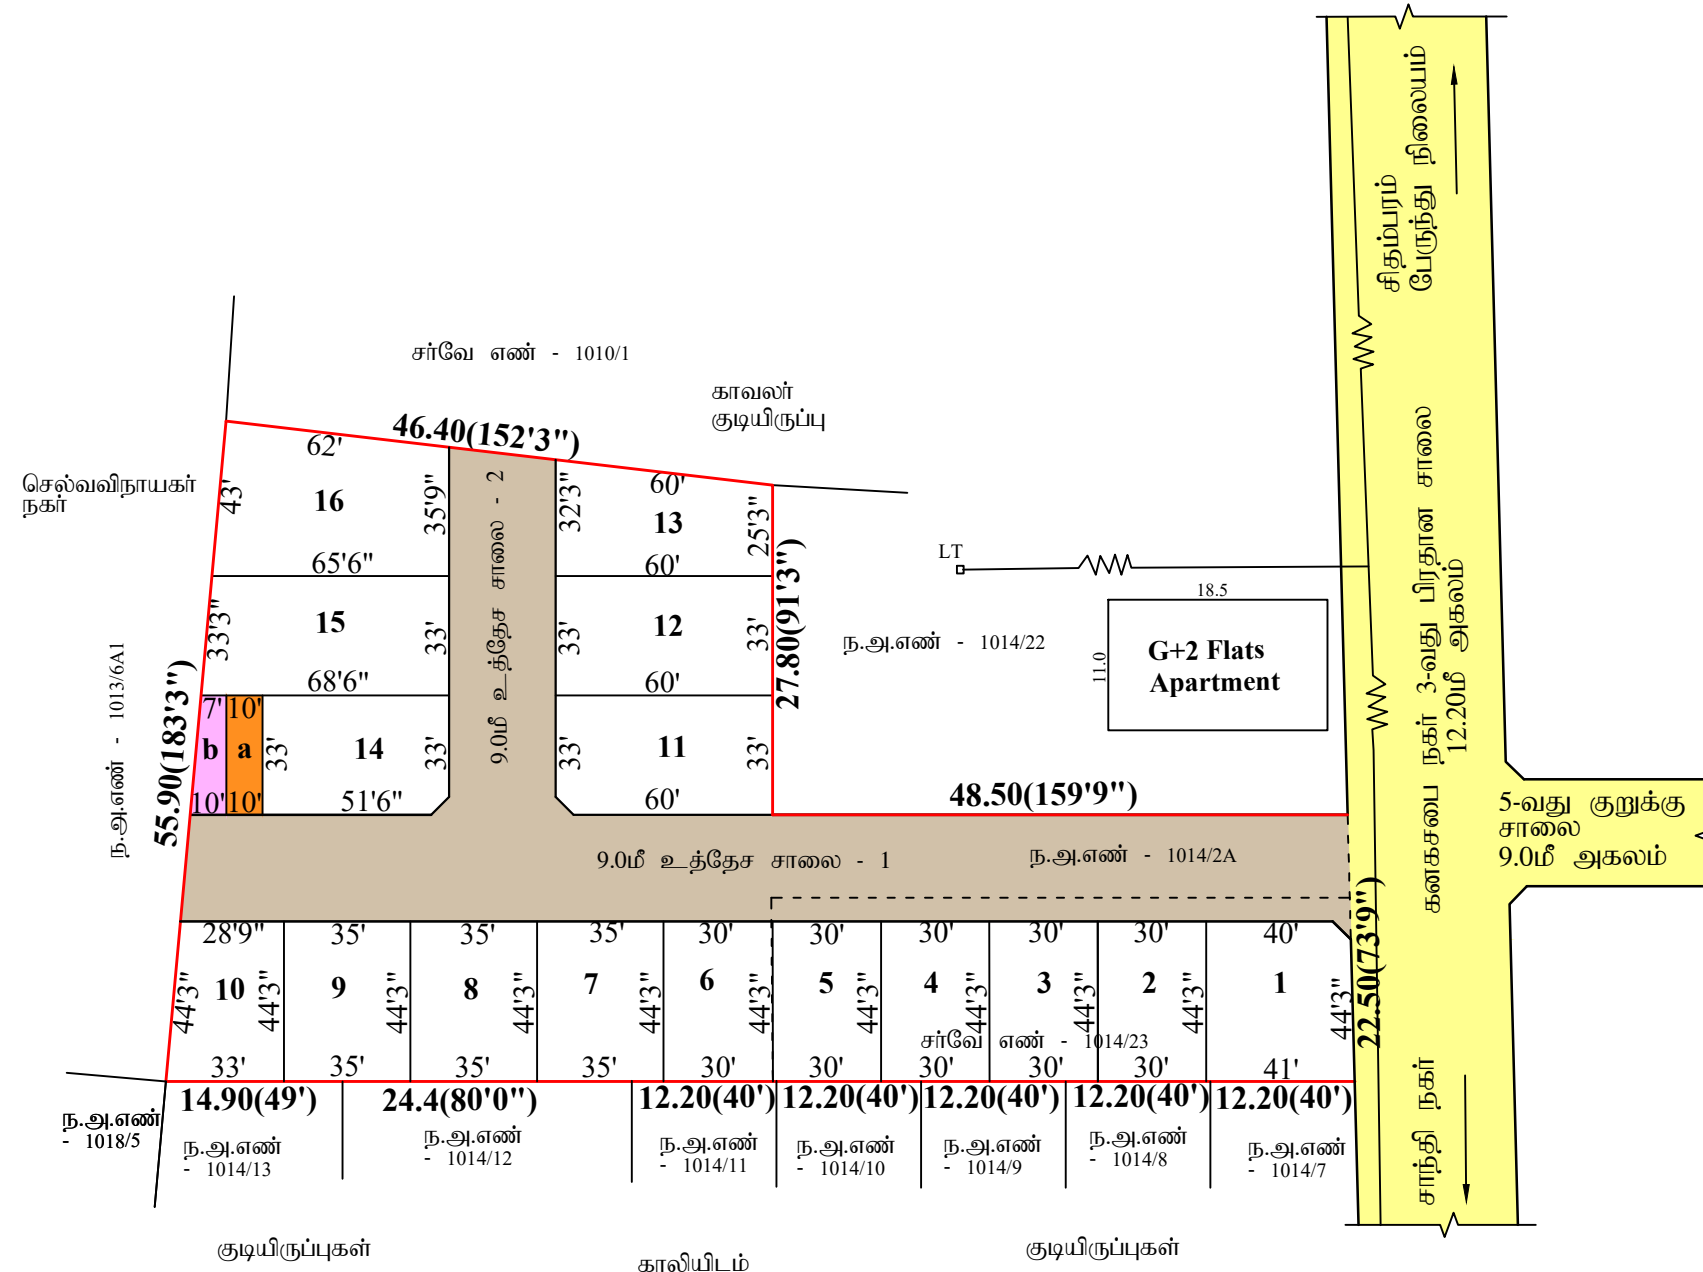 சிதம்பரம்
பேருந்து நிலையம்
சர்வே எண் - 1010/1
காவலர்
குடியிருப்பு
46.40(152'3")
செல்வவிநாயகர்
நகர்
62'
43'
16
35'9"
65'6"
9.0மீ உத்தேச சாலை - 2
32'3"
60'
13
25'3"
60'
27.80(91'3")
33'3"
15
33'
68'6"
33'
12
33'
60'
ந.அ.எண் - 1014/22
LT
18.5
11.0
G+2 Flats
Apartment
கனகசபை நகர் 3-வது பிரதான சாலை
12.20மீ அகலம்
ந.அ.எண் - 1013/6A1
55.90(183'3")
7'
10'
b
a
33'
14
33'
10'
10'
51'6"
33'
11
33'
60'
48.50(159'9")
5-வது குறுக்கு
சாலை
9.0மீ அகலம்
9.0மீ உத்தேச சாலை - 1
ந.அ.எண் - 1014/2A
22.50(73'9")
28'9"
35'
35'
35'
30'
30'
30'
30'
30'
40'
44'3"
10
44'3"
9
44'3"
8
44'3"
7
44'3"
6
44'3"
5
44'3"
4
44'3"
3
44'3"
2
44'3"
1
44'3"
சர்வே எண் - 1014/23
33'
35'
35'
35'
30'
30'
30'
30'
30'
41'
14.90(49')
24.4(80'0")
12.20(40')
12.20(40')
12.20(40')
12.20(40')
12.20(40')
ந.அ.எண்
- 1018/5
ந.அ.எண்
- 1014/13
ந.அ.எண்
- 1014/12
ந.அ.எண்
- 1014/11
ந.அ.எண்
- 1014/10
ந.அ.எண்
- 1014/9
ந.அ.எண்
- 1014/8
ந.அ.எண்
- 1014/7
சாந்தி நகர்
குடியிருப்புகள்
காலியிடம்
குடியிருப்புகள்